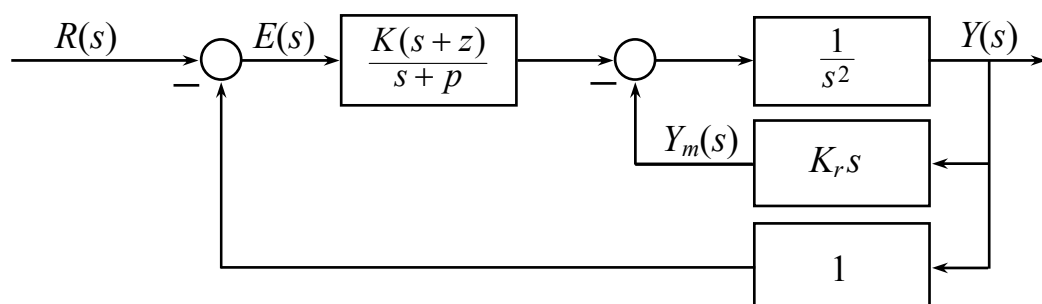 R(s)
E(s)
K(s + z)
s + p
1
s²
Y(s)
−
−
Yₘ(s)
Kᵣs
1